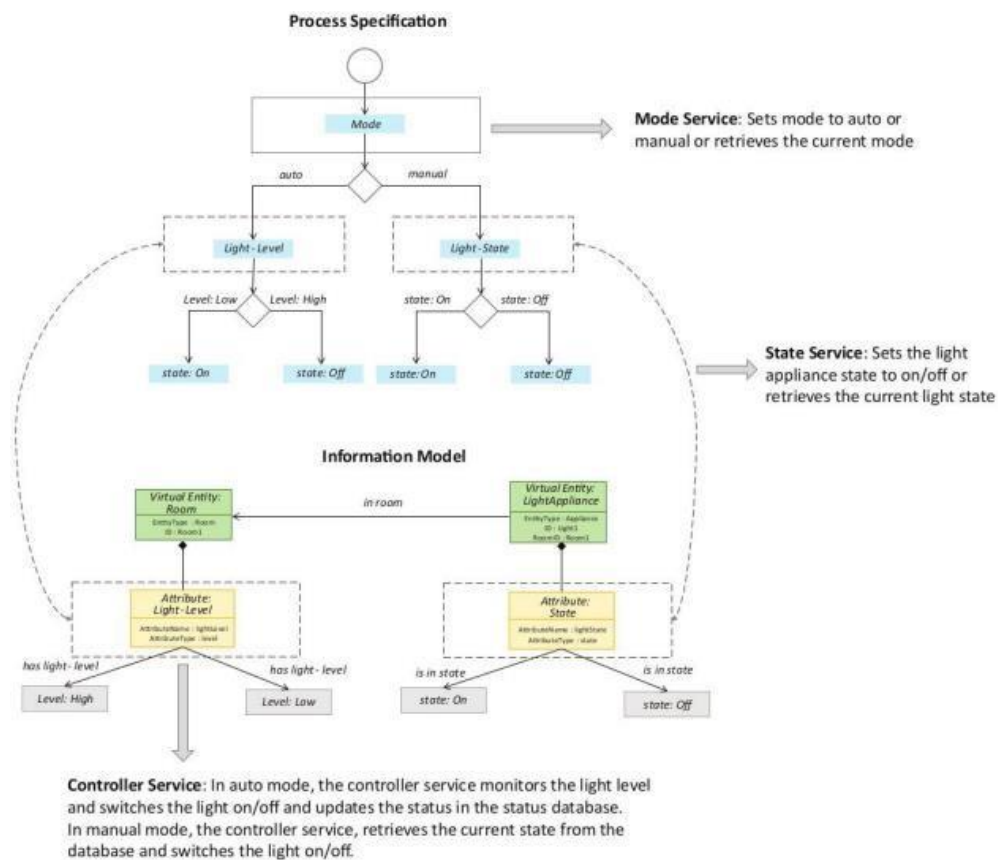 Process Specification
Mode
Mode Service: Sets mode to auto or
manual or retrieves the current mode
auto
manual
Light-Level
Light-State
Level: Low
Level: High
state: On
state: Off
state: On
state: Off
state: On
state: Off
State Service: Sets the light
appliance state to on/off or
retrieves the current light state
Information Model
Virtual Entity:
Room
EntityType : Room
ID : Room1
in room
Virtual Entity:
LightAppliance
EntityType : Appliance
ID : Light1
RoomID : Room1
Attribute:
Light-Level
AttributeName : lightLevel
AttributeType : level
Attribute:
State
AttributeName : lightState
AttributeType : state
has light-level
has light-level
is in state
is in state
Level: High
Level: Low
state: On
state: Off
Controller Service: In auto mode, the controller service monitors the light level
and switches the light on/off and updates the status in the status database.
In manual mode, the controller service, retrieves the current state from the
database and switches the light on/off.